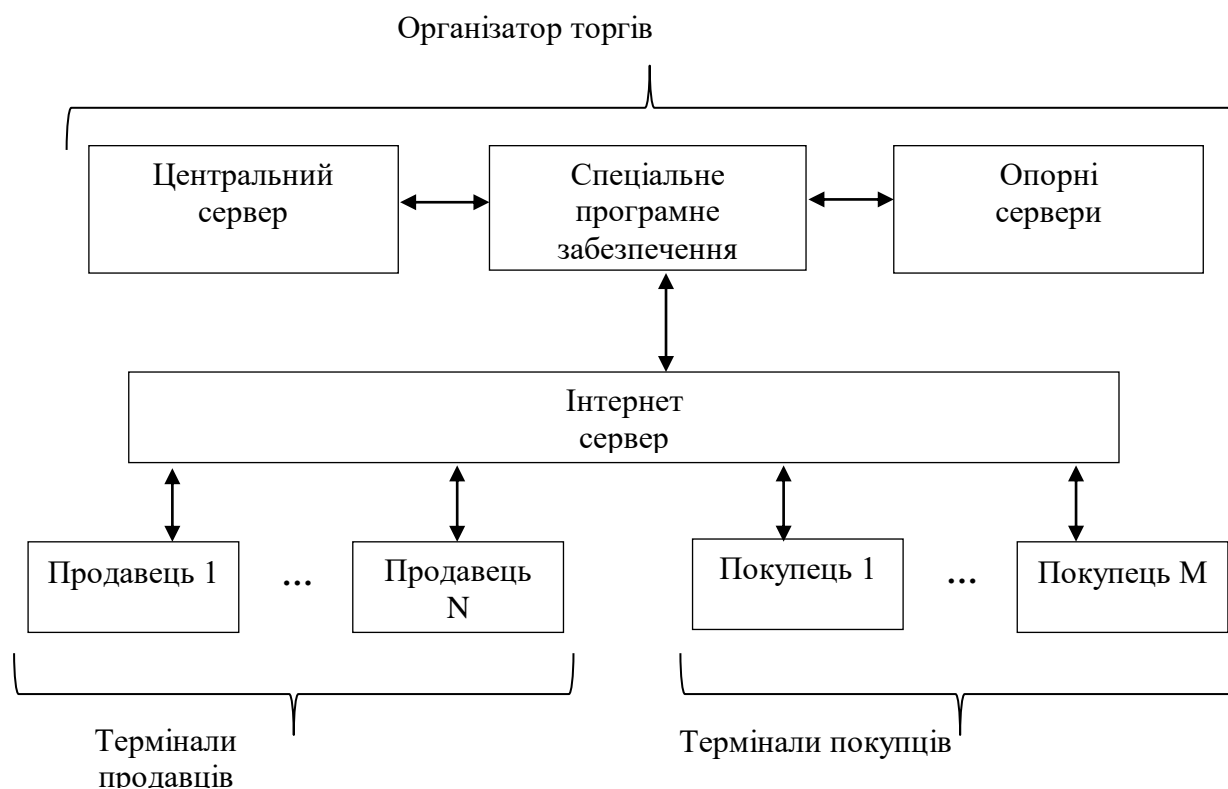 Організатор торгів
Центральний
сервер
Спеціальне
програмне
забезпечення
Опорні
сервери
Інтернет
сервер
Продавець 1
...
Продавець
N
Покупець 1
...
Покупець M
Термінали
продавців
Термінали покупців